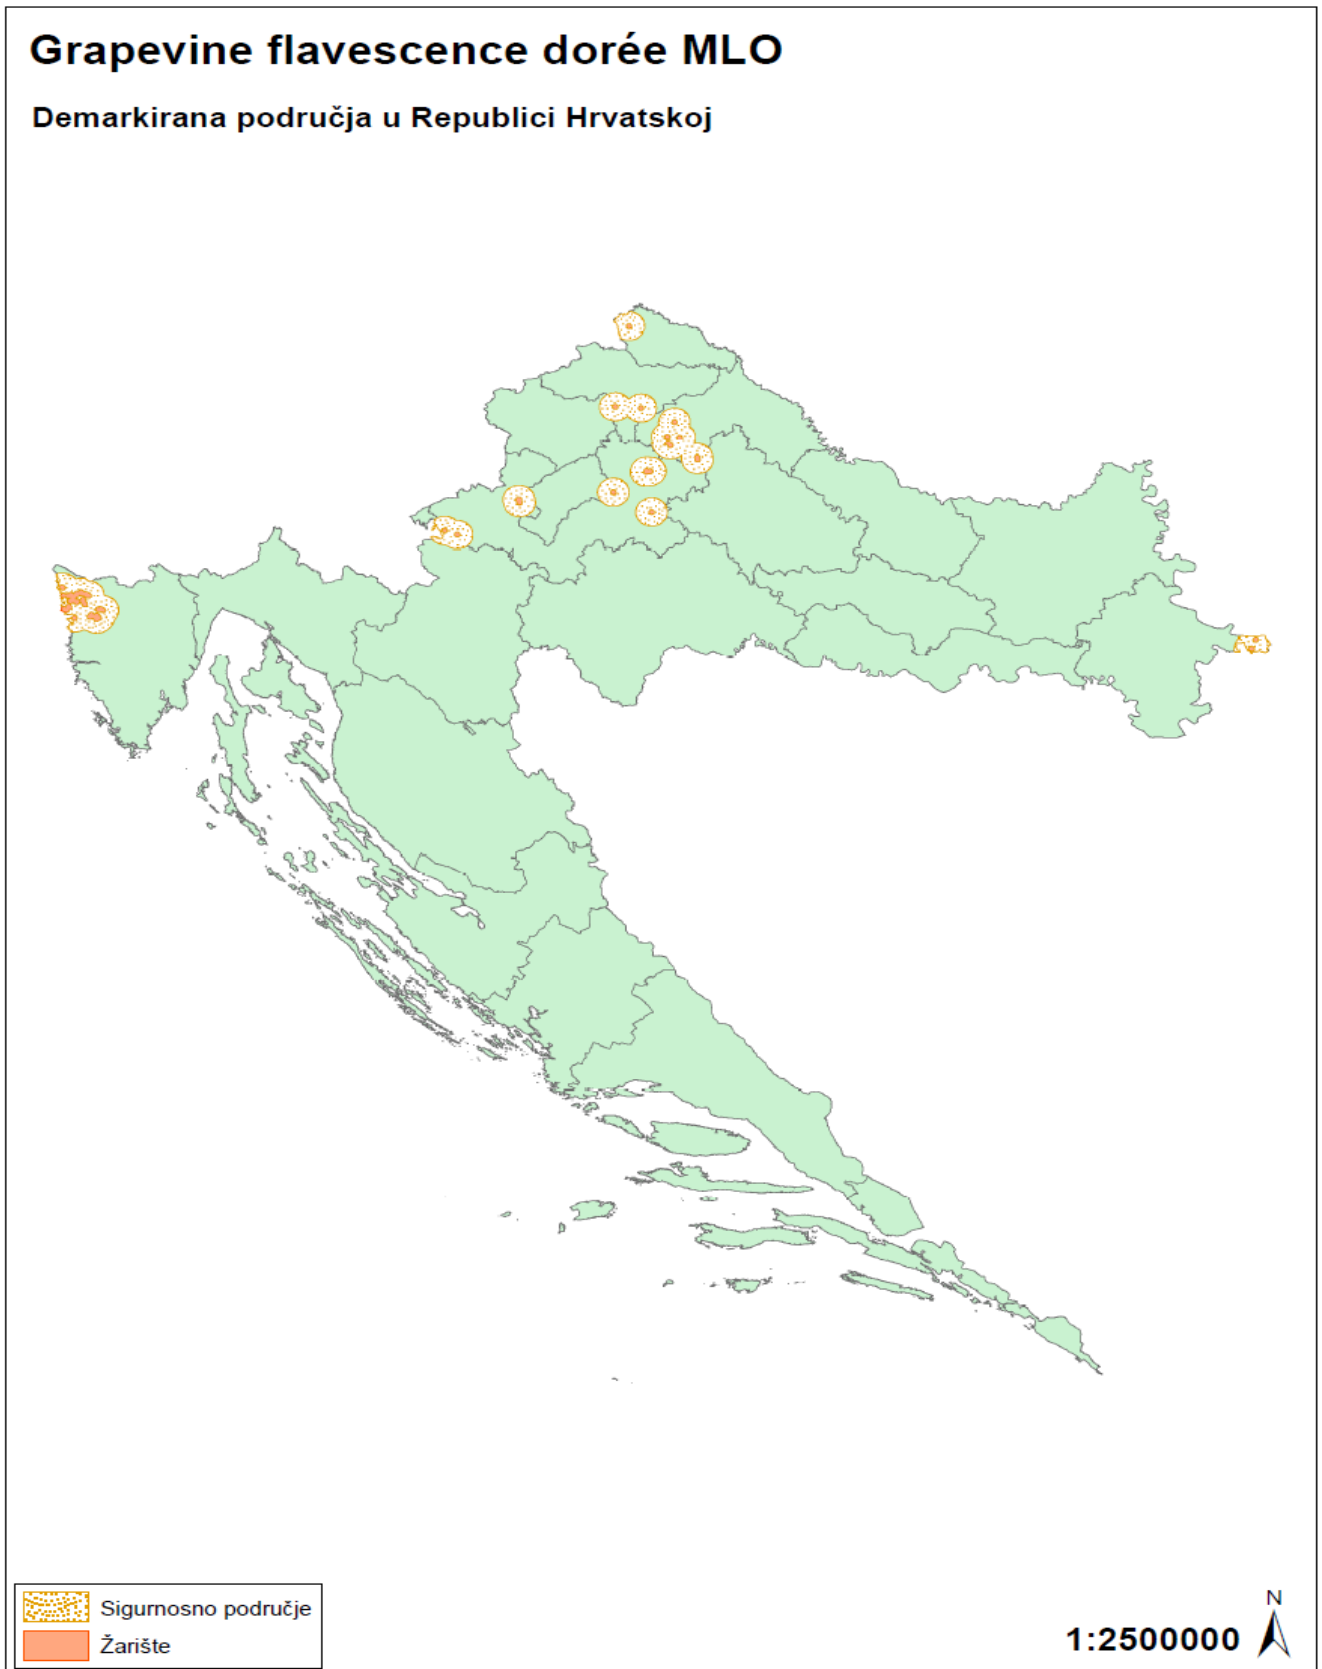 Grapevine flavescence dorée MLO
Demarkirana područja u Republici Hrvatskoj
Sigurnosno područje
Žarište
1:2500000
N